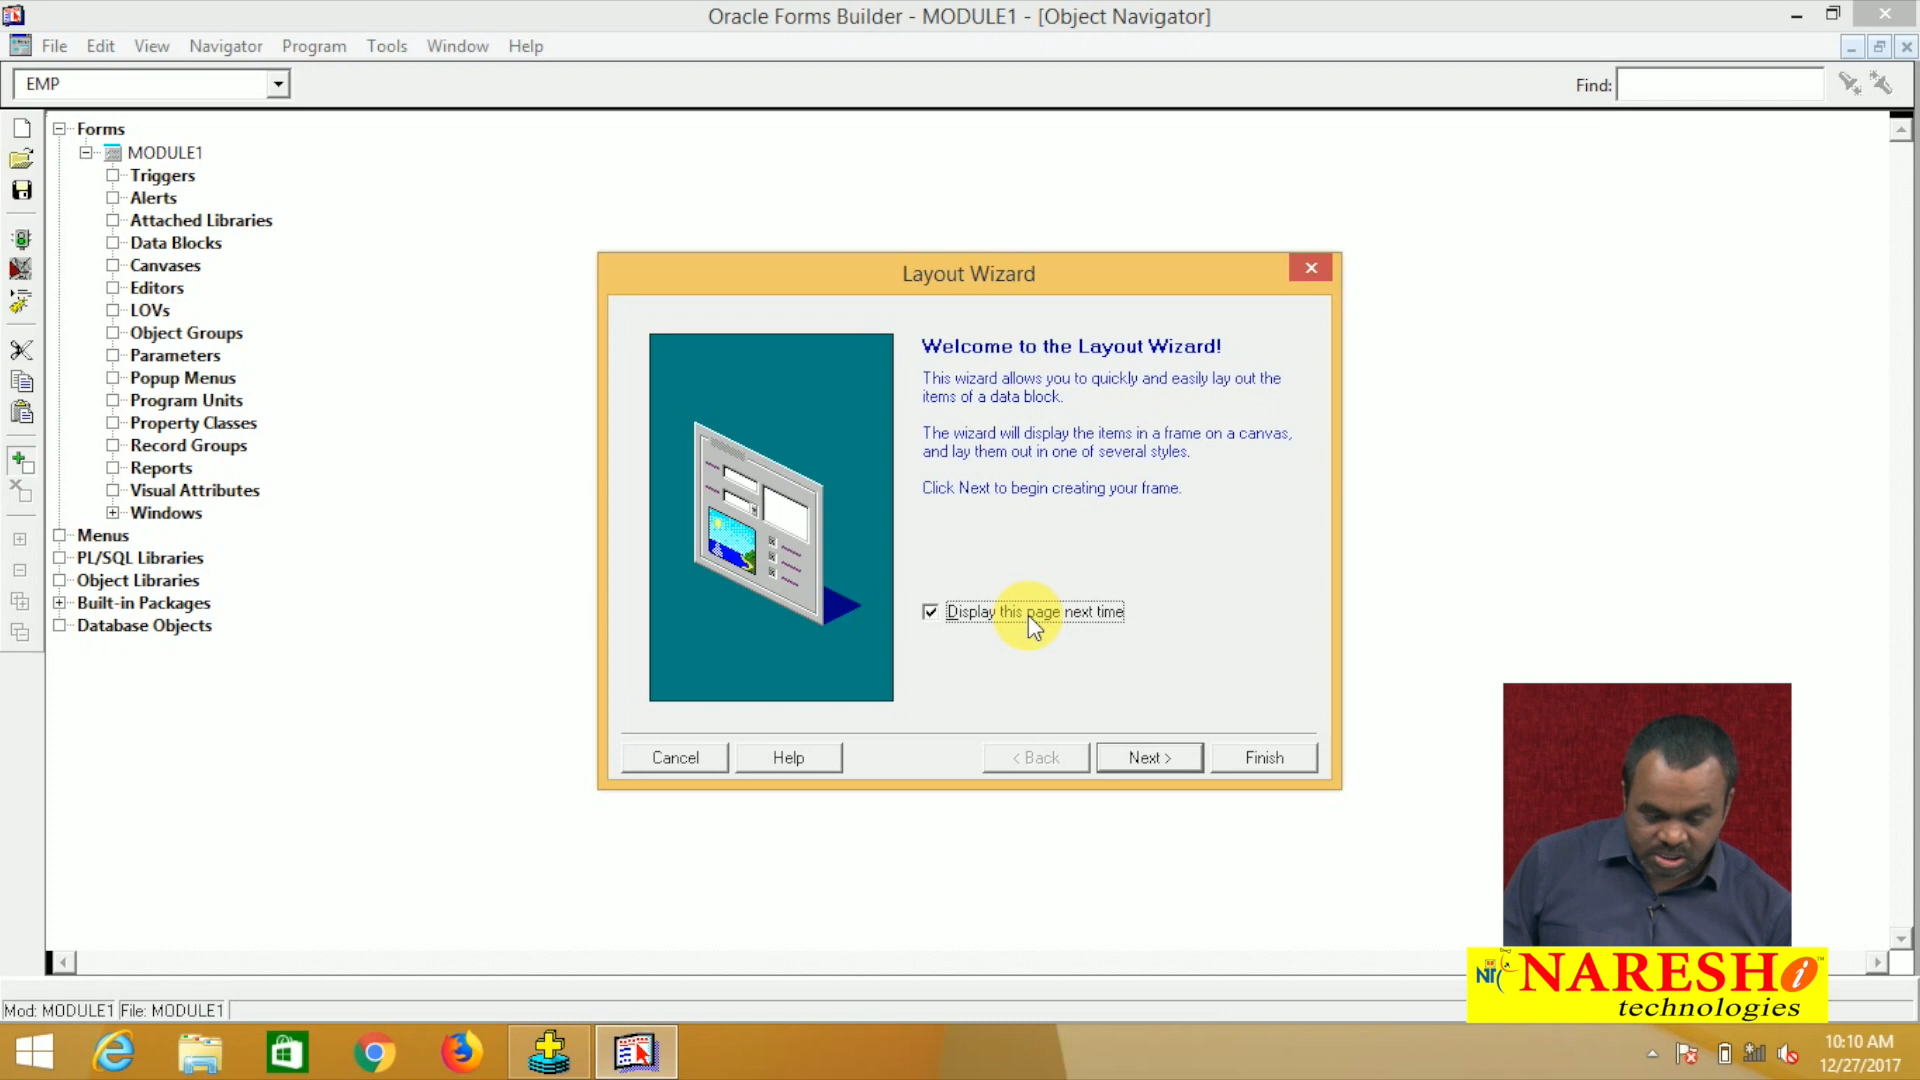 Oracle Forms Builder - MODULE1 - [Object Navigator]
File Edit View Navigator Program Tools Window Help
EMP
Find:
Forms
MODULE1
Triggers
Alerts
Attached Libraries
Data Blocks
Canvases
Editors
LOVs
Object Groups
Parameters
Popup Menus
Program Units
Property Classes
Record Groups
Reports
Visual Attributes
Windows
Menus
PL/SQL Libraries
Object Libraries
Built-in Packages
Database Objects
Layout Wizard
Welcome to the Layout Wizard!
This wizard allows you to quickly and easily lay out the
items of a data block.
The wizard will display the items in a frame on a canvas,
and lay them out in one of several styles.
Click Next to begin creating your frame.
Display this page next time
Cancel Help < Back Next > Finish
NARESH i
technologies
Mod: MODULE1 File: MODULE1
10:10 AM
12/27/2017